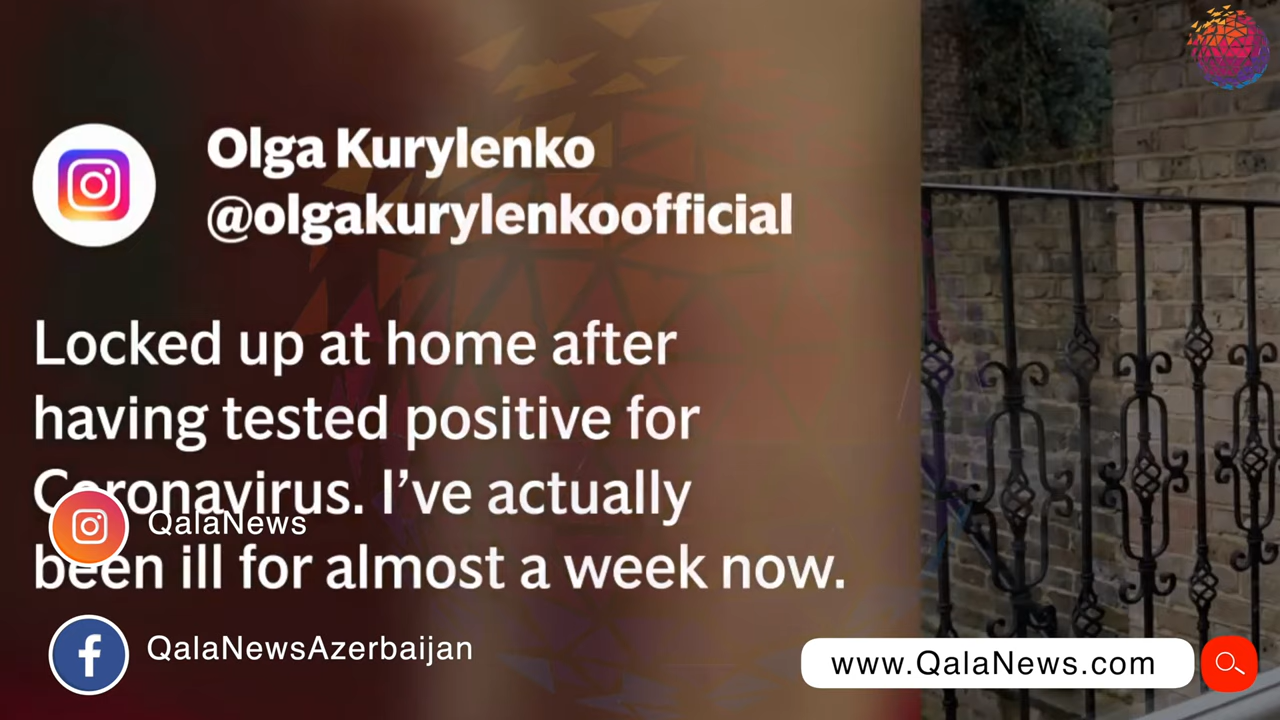 Olga Kurylenko
@olgakurylenkoofficial
Locked up at home after
having tested positive for
Coronavirus. I’ve actually
been ill for almost a week now.
QalaNews
QalaNewsAzerbaijan
www.QalaNews.com